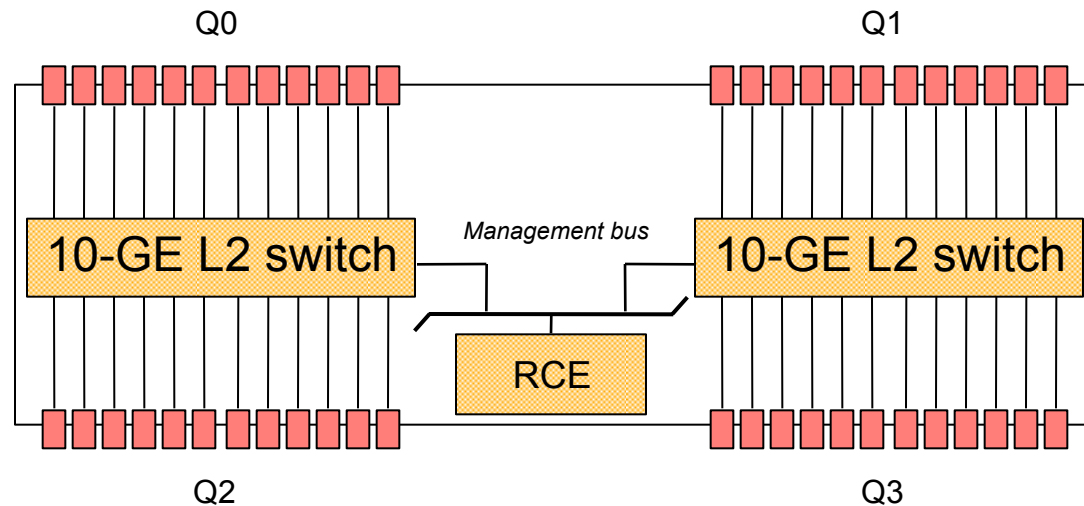 Q0
Q1
Management bus
10-GE L2 switch
10-GE L2 switch
RCE
Q2
Q3